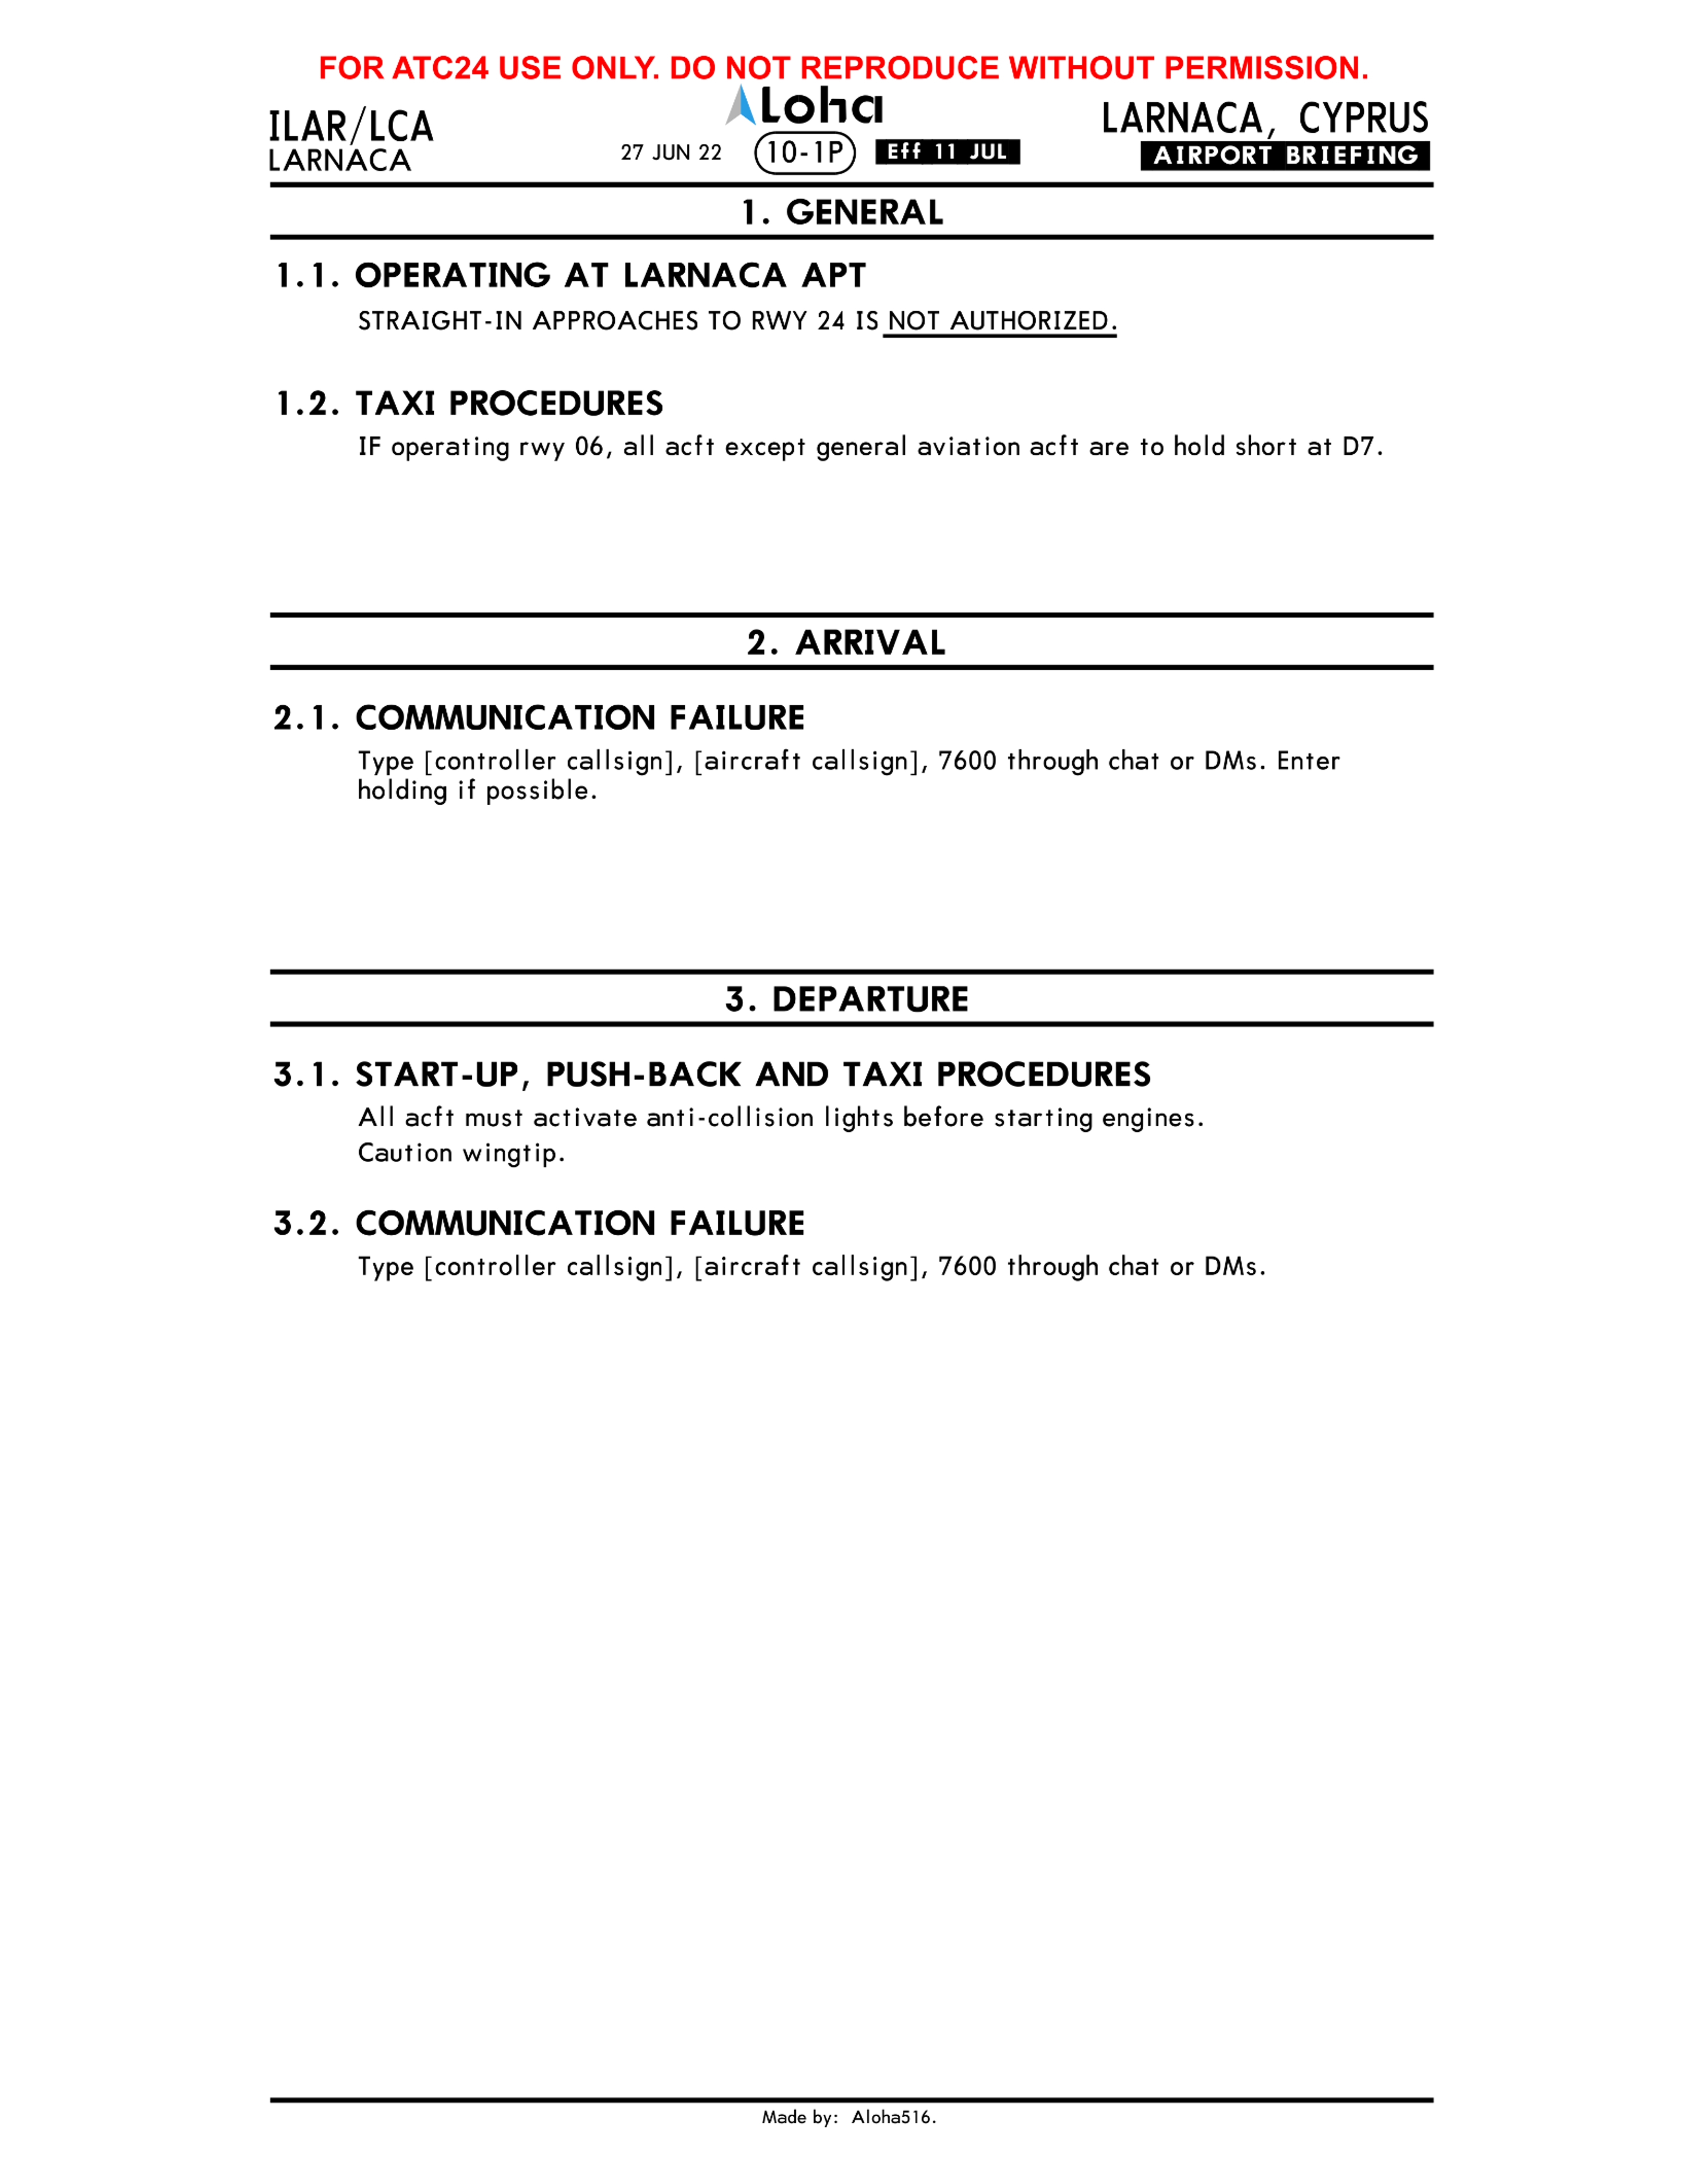 FOR ATC24 USE ONLY. DO NOT REPRODUCE WITHOUT PERMISSION.
ILAR/LCA
LARNACA
Loha
27 JUN 22 10-1P Eff 11 JUL
LARNACA, CYPRUS
AIRPORT BRIEFING
1. GENERAL
1.1. OPERATING AT LARNACA APT
STRAIGHT-IN APPROACHES TO RWY 24 IS NOT AUTHORIZED.
1.2. TAXI PROCEDURES
IF operating rwy 06, all acft except general aviation acft are to hold short at D7.
2. ARRIVAL
2.1. COMMUNICATION FAILURE
Type [controller callsign], [aircraft callsign], 7600 through chat or DMs. Enter
holding if possible.
3. DEPARTURE
3.1. START-UP, PUSH-BACK AND TAXI PROCEDURES
All acft must activate anti-collision lights before starting engines.
Caution wingtip.
3.2. COMMUNICATION FAILURE
Type [controller callsign], [aircraft callsign], 7600 through chat or DMs.
Made by: Aloha516.